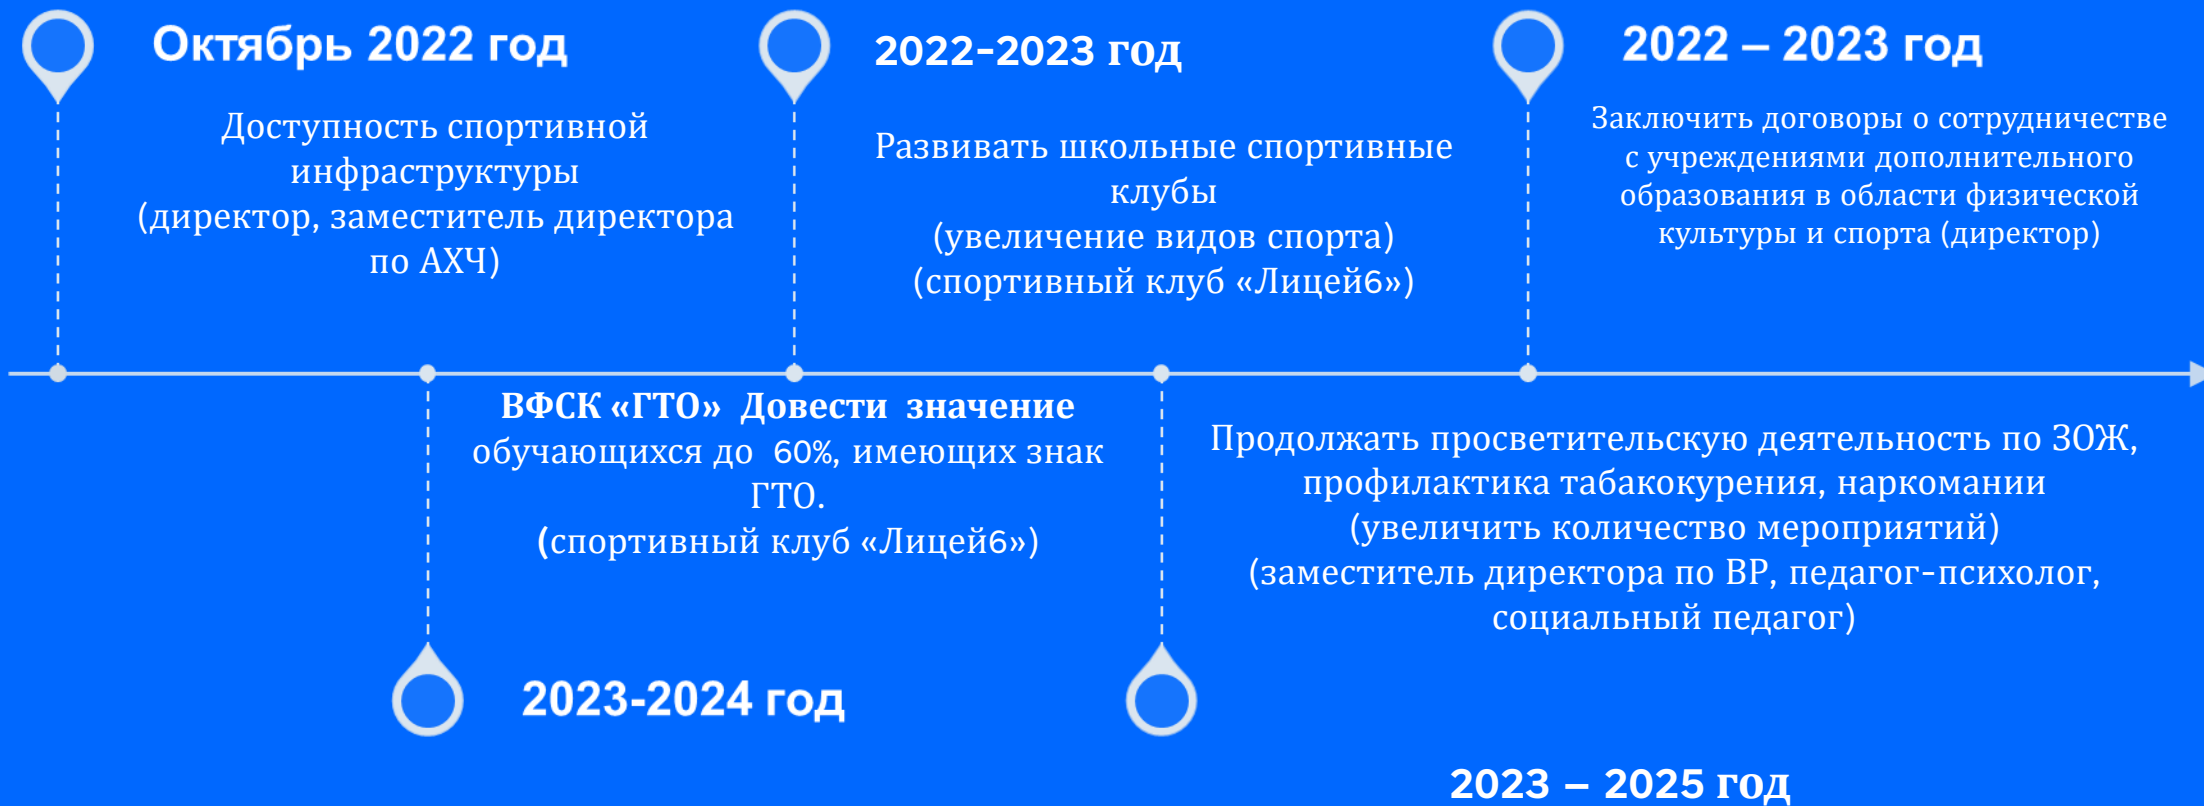 Октябрь 2022 год
Доступность спортивной
инфраструктуры
(директор, заместитель директора
по АХЧ)
2022-2023 год
Развивать школьные спортивные
клубы
(увеличение видов спорта)
(спортивный клуб «Лицей6»)
2022 – 2023 год
Заключить договоры о сотрудничестве
с учреждениями дополнительного
образования в области физической
культуры и спорта (директор)
ВФСК «ГТО» Довести значение
обучающихся до 60%, имеющих знак
ГТО.
(спортивный клуб «Лицей6»)
2023-2024 год
Продолжать просветительскую деятельность по ЗОЖ,
профилактика табакокурения, наркомании
(увеличить количество мероприятий)
(заместитель директора по ВР, педагог-психолог,
социальный педагог)
2023 – 2025 год